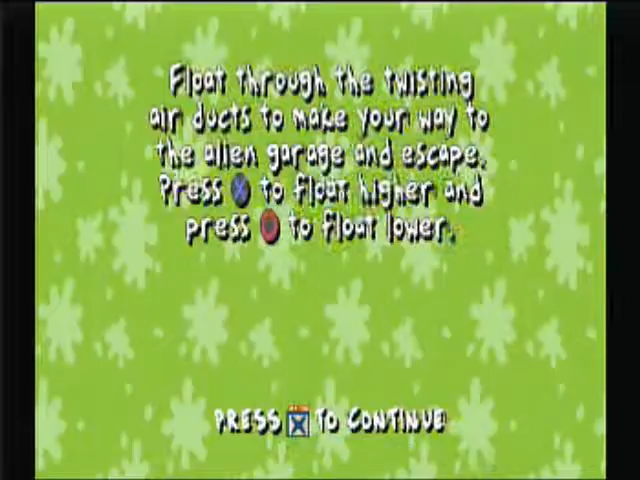 Float through the twisting
air ducts to make your way to
the alien garage and escape.
Press X to float higher and
press O to float lower.
PRESS X TO CONTINUE